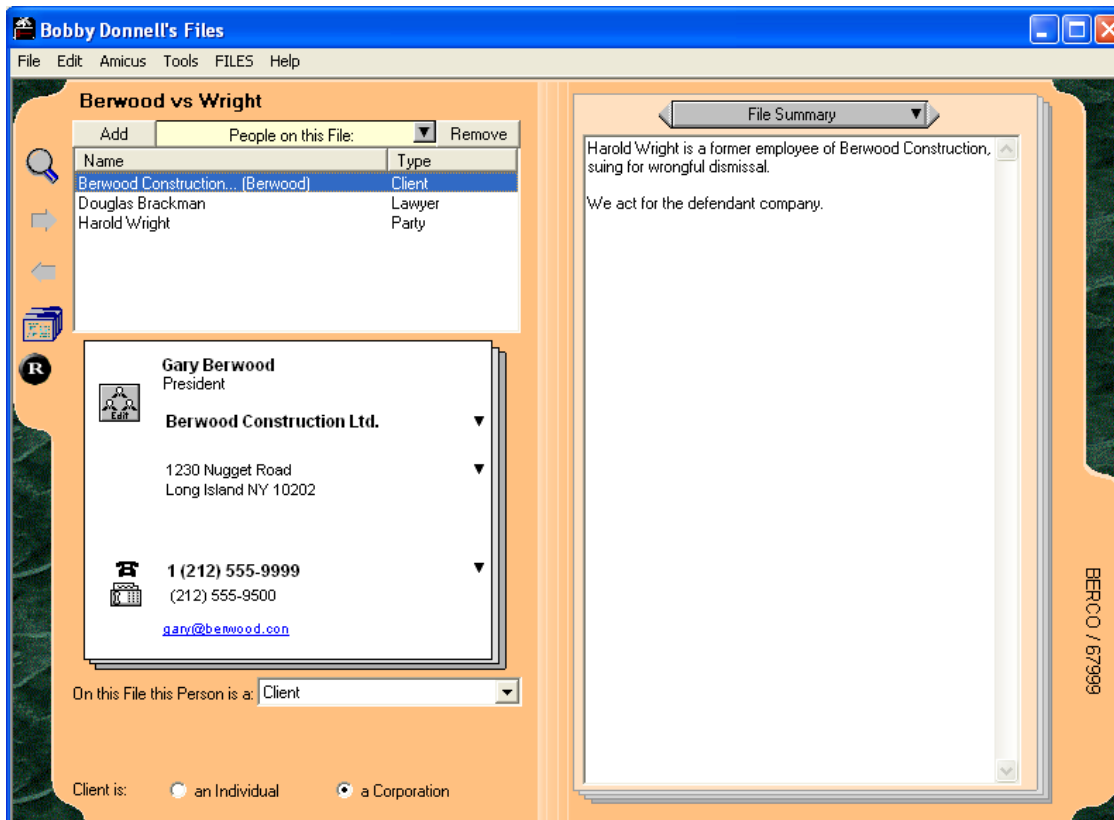 Bobby Donnell's Files
File Edit Amicus Tools FILES Help
Berwood vs Wright
Add People on this File: Remove
Name Type
Berwood Construction... (Berwood) Client
Douglas Brackman Lawyer
Harold Wright Party
R
Gary Berwood
President
Edit
Berwood Construction Ltd.
1230 Nugget Road
Long Island NY 10202
1 (212) 555-9999
(212) 555-9500
gary@berwood.con
On this File this Person is a: Client
Client is: an Individual a Corporation
File Summary
Harold Wright is a former employee of Berwood Construction,
suing for wrongful dismissal.
We act for the defendant company.
BERCO / 67999